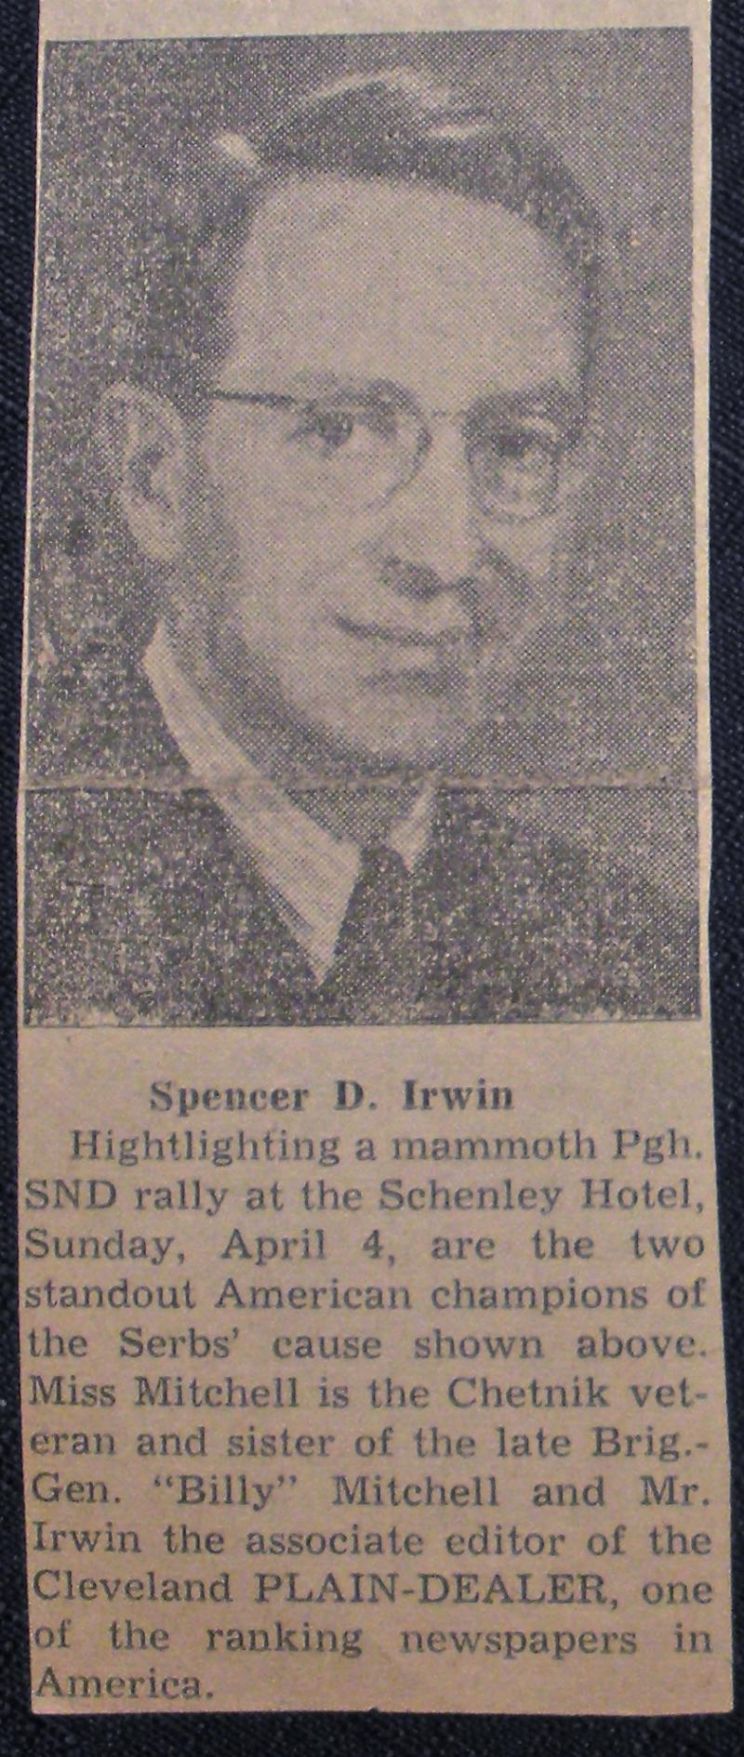 Spencer D. Irwin
Hightlighting a mammoth Pgh.
SND rally at the Schenley Hotel,
Sunday, April 4, are the two
standout American champions of
the Serbs' cause shown above.
Miss Mitchell is the Chetnik vet-
eran and sister of the late Brig.-
Gen. “Billy” Mitchell and Mr.
Irwin the associate editor of the
Cleveland PLAIN-DEALER, one
of the ranking newspapers in
America.